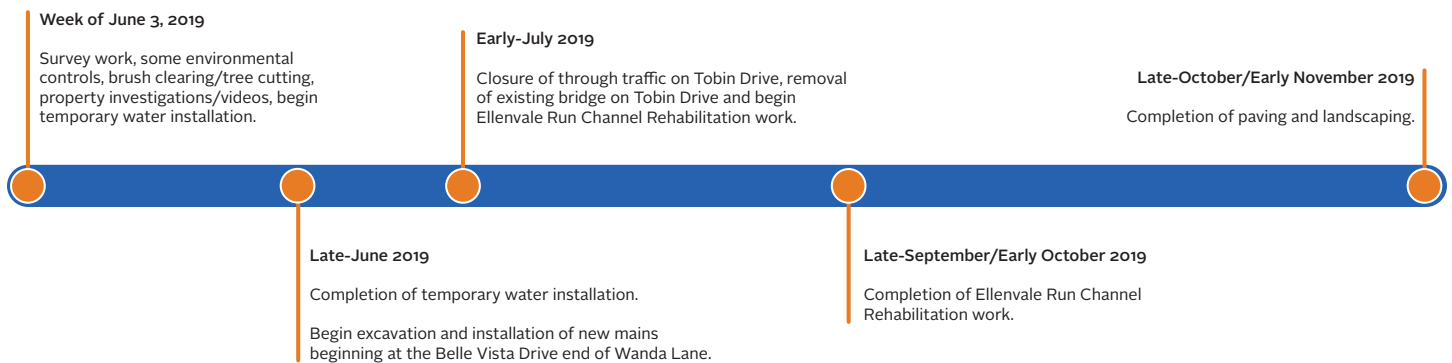 Week of June 3, 2019
Survey work, some environmental
controls, brush clearing/tree cutting,
property investigations/videos, begin
temporary water installation.
Late-June 2019
Completion of temporary water installation.
Begin excavation and installation of new mains
beginning at the Belle Vista Drive end of Wanda Lane.
Early-July 2019
Closure of through traffic on Tobin Drive, removal
of existing bridge on Tobin Drive and begin
Ellenvale Run Channel Rehabilitation work.
Late-September/Early October 2019
Completion of Ellenvale Run Channel
Rehabilitation work.
Late-October/Early November 2019
Completion of paving and landscaping.